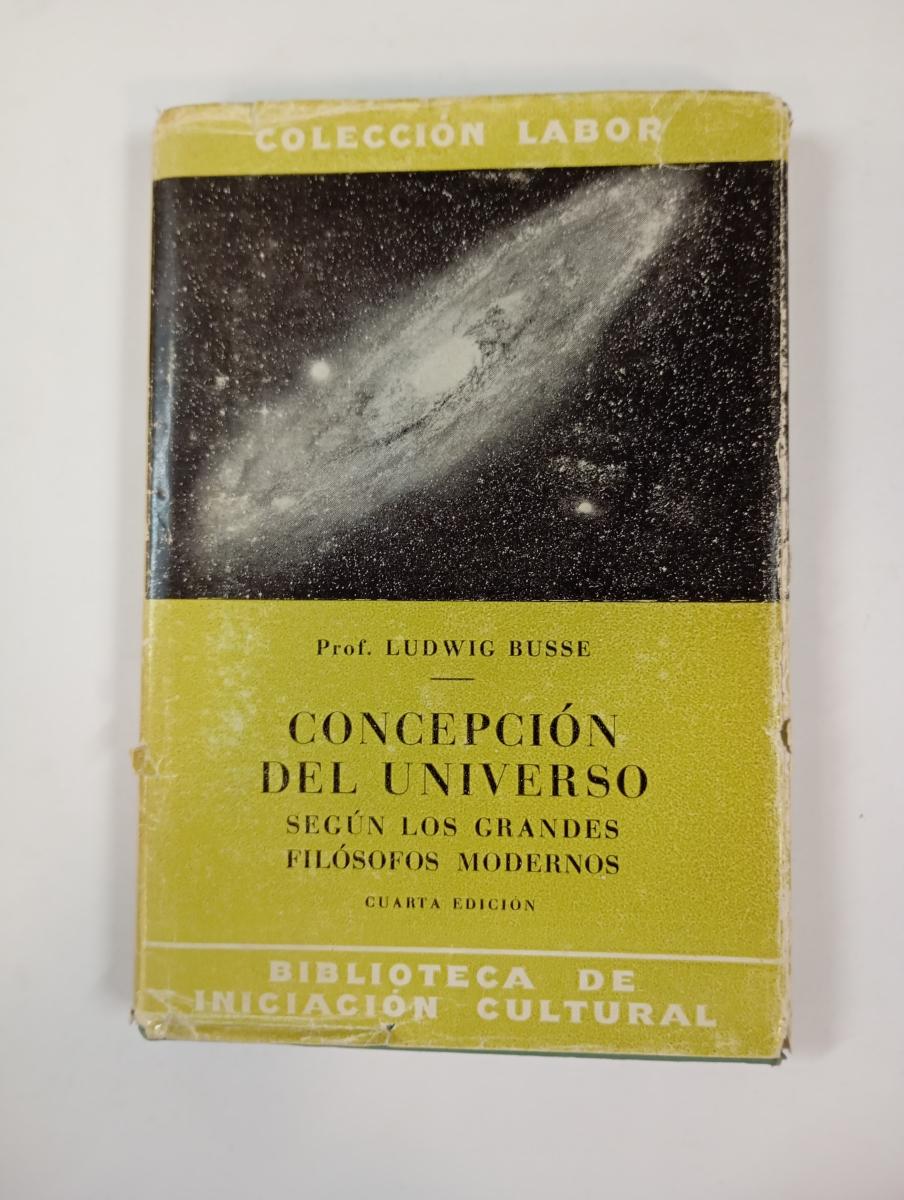 COLECCIÓN LABOR
Prof. LUDWIG BUSSE
CONCEPCIÓN
DEL UNIVERSO
SEGÚN LOS GRANDES
FILÓSOFOS MODERNOS
CUARTA EDICIÓN
BIBLIOTECA DE
INICIACIÓN CULTURAL